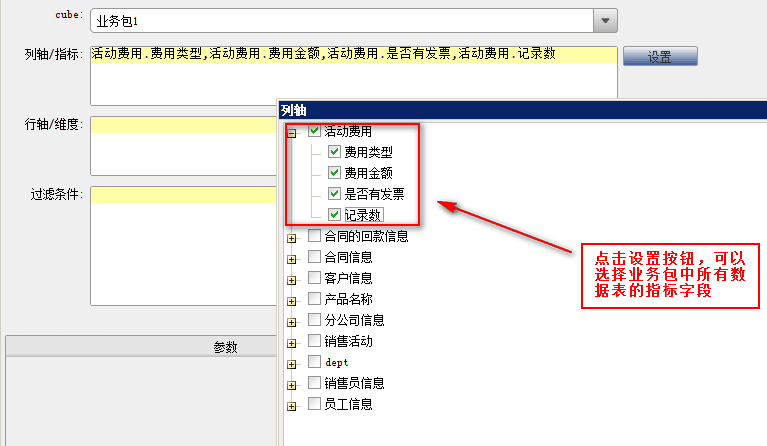 cube:
业务包1
列轴/指标:
活动费用.费用类型,活动费用.费用金额,活动费用.是否有发票,活动费用.记录数
设置
列轴
活动费用
行轴/维度:
费用类型
费用金额
过滤条件:
是否有发票
记录数
合同的回款信息
合同信息
点击设置按钮，可以
选择业务包中所有数
据表的指标字段
客户信息
产品名称
分公司信息
参数
销售活动
dept
销售员信息
员工信息